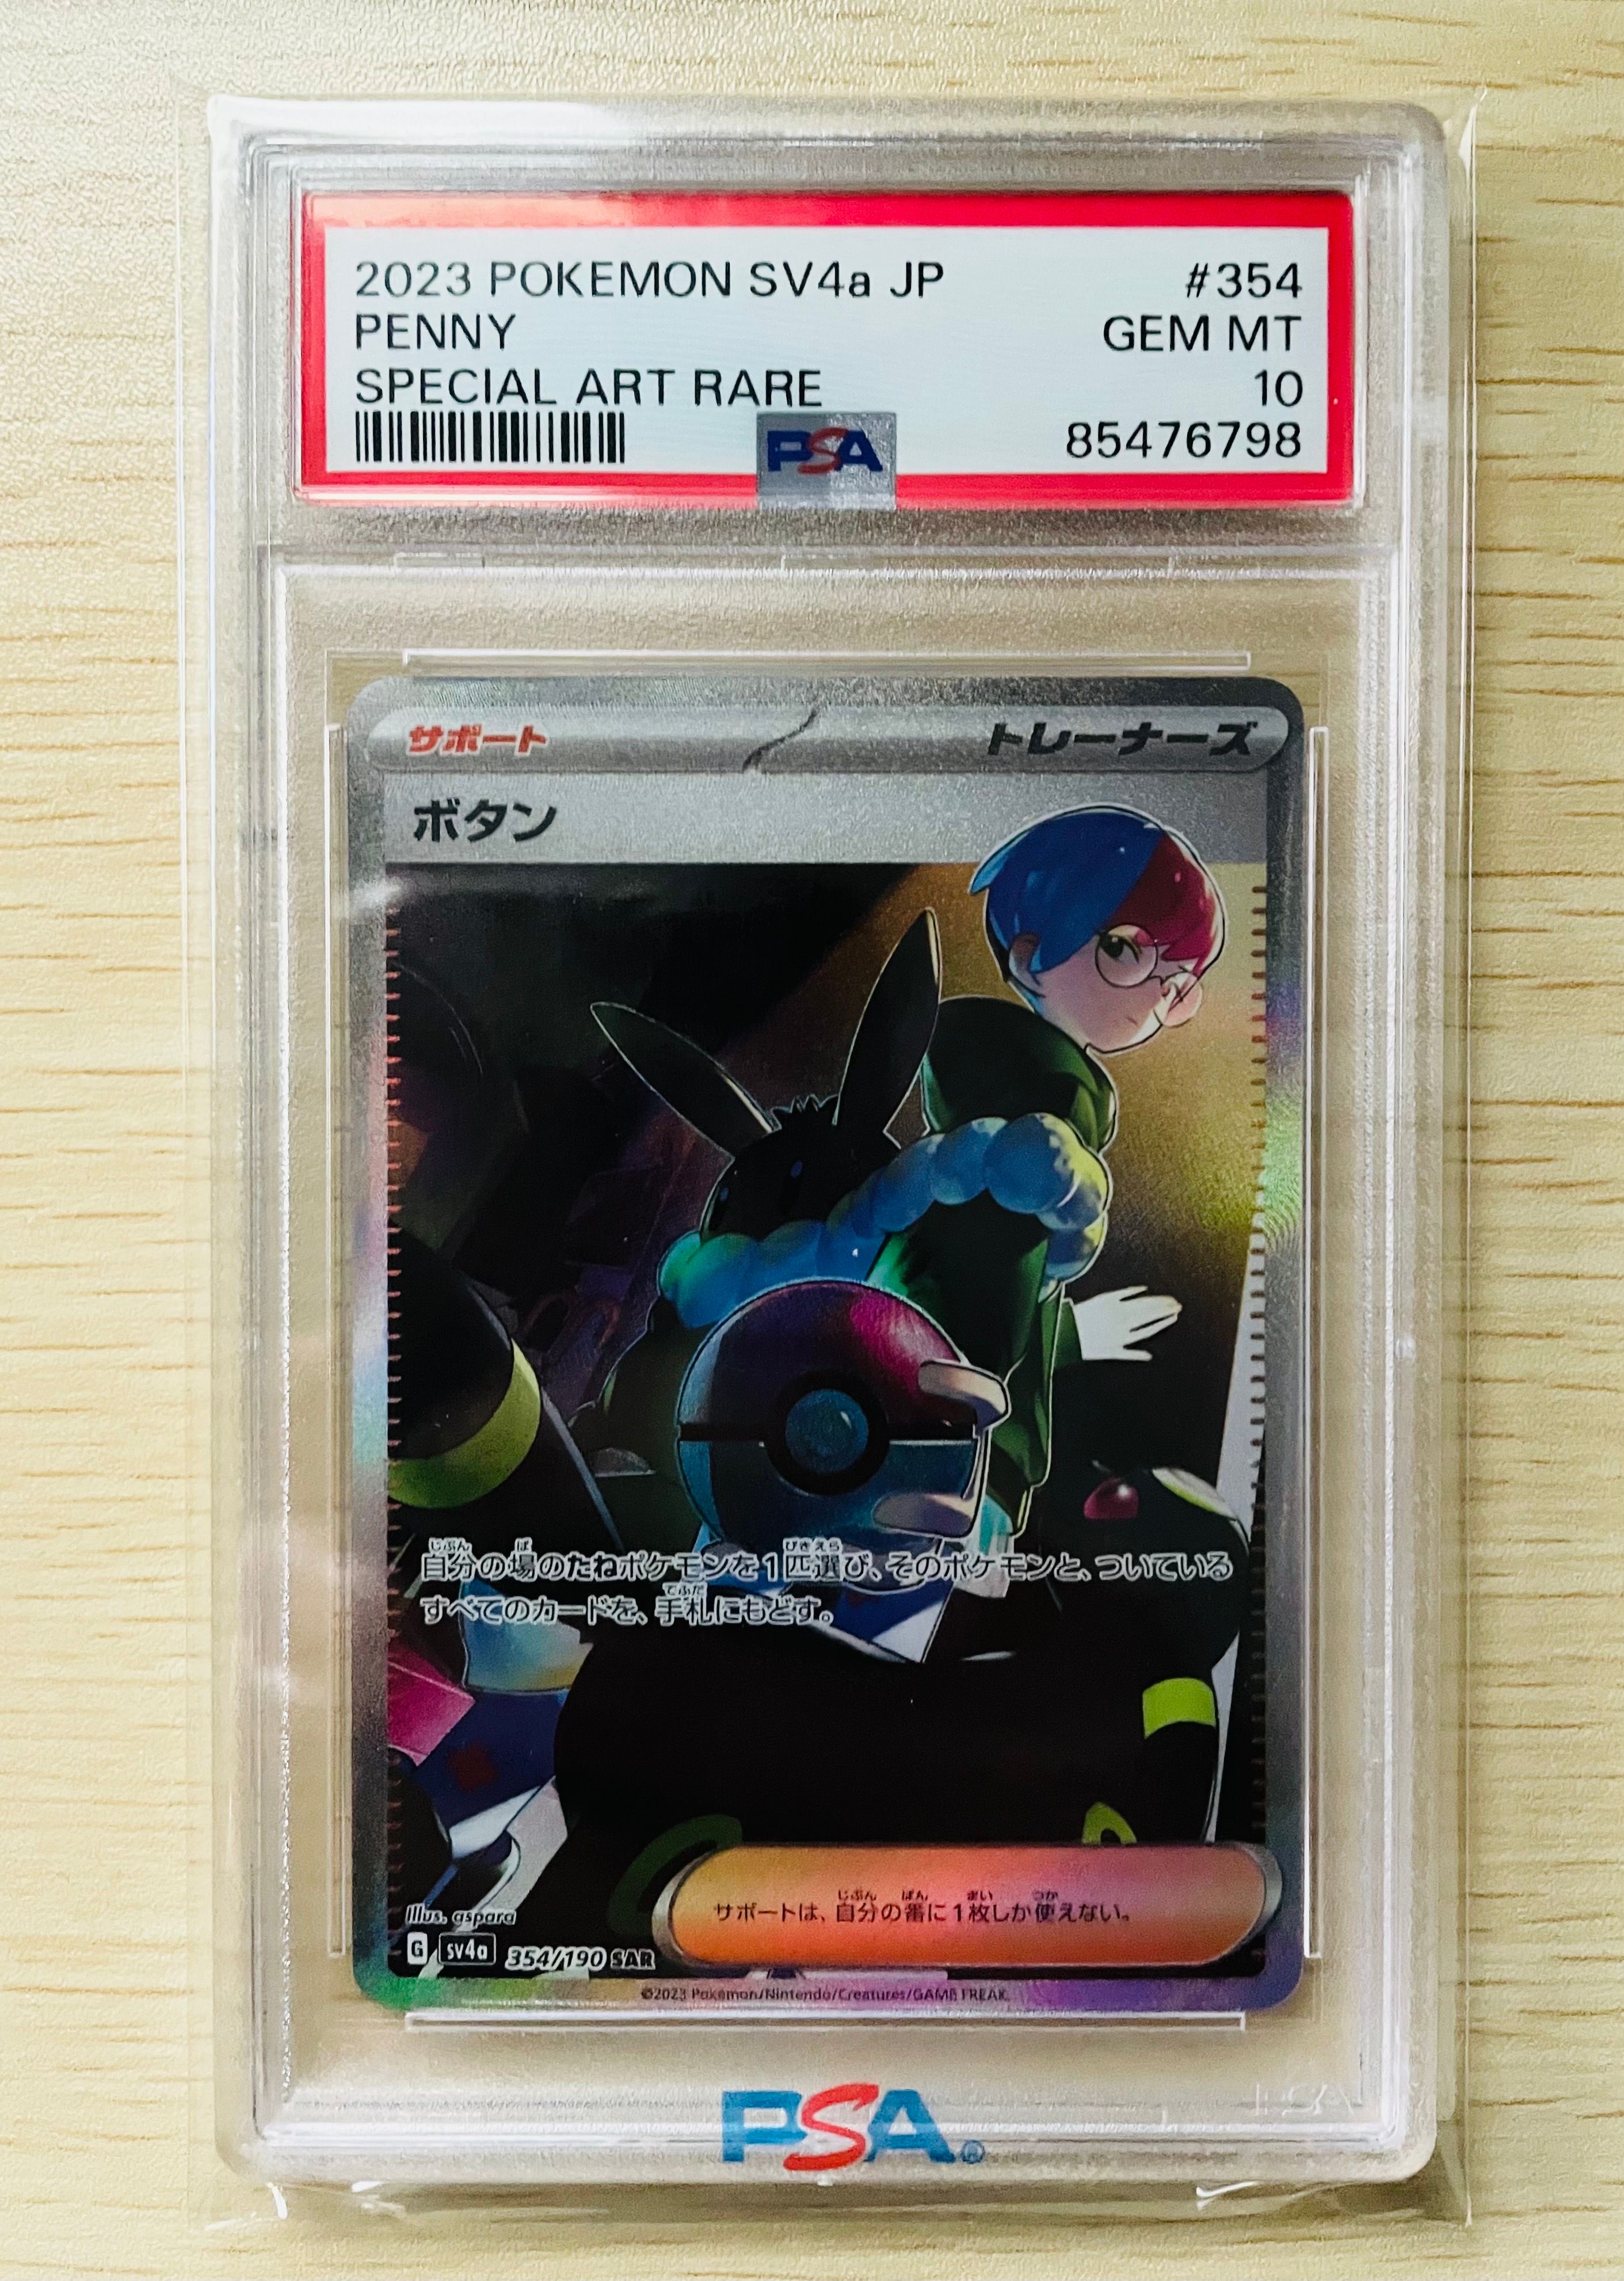 2023 POKEMON SV4a JP #354
PENNY GEM MT
SPECIAL ART RARE 10
PSA 85476798
サポート トレーナーズ
ボタン
自分の場のたねポケモンを1匹選び、そのポケモンと、ついている
すべてのカードを、手札にもどす。
サポートは、自分の番に1枚しか使えない。
Illus. aspara
G sv4a 354/190 SAR
©2023 Pokémon/Nintendo/Creatures/GAME FREAK.
PSA®